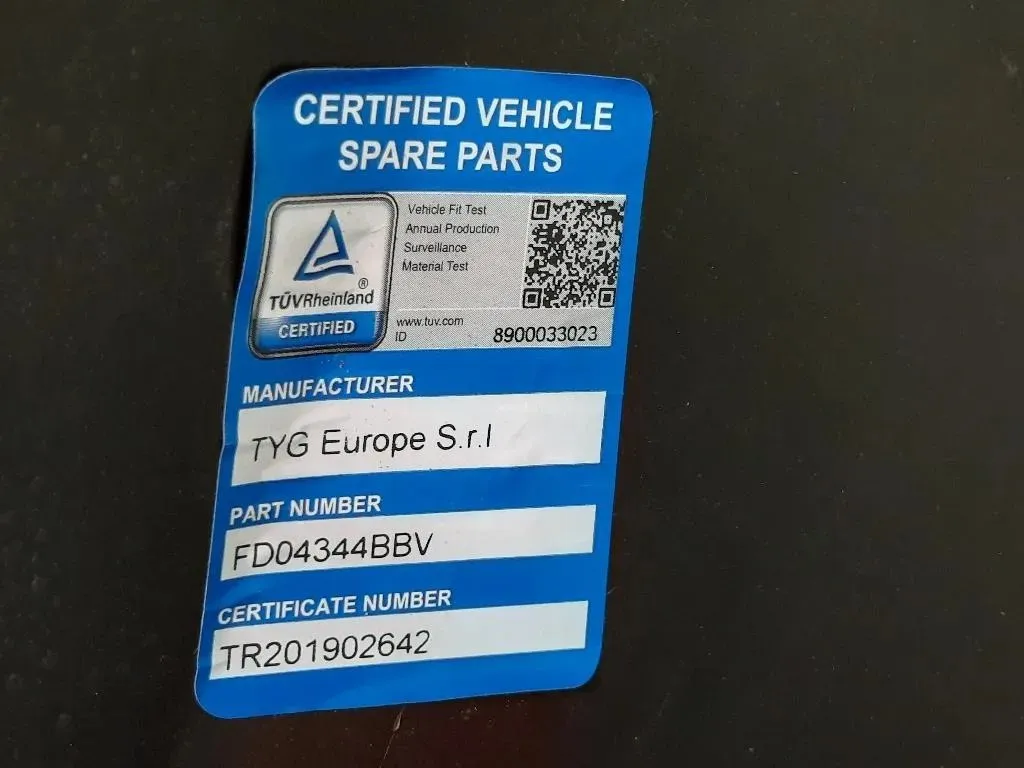 CERTIFIED VEHICLE
SPARE PARTS
TÜVRheinland®
CERTIFIED
Vehicle Fit Test
Annual Production
Surveillance
Material Test
www.tuv.com
ID 8900033023
MANUFACTURER
TYG Europe S.r.l
PART NUMBER
FD04344BBV
CERTIFICATE NUMBER
TR201902642